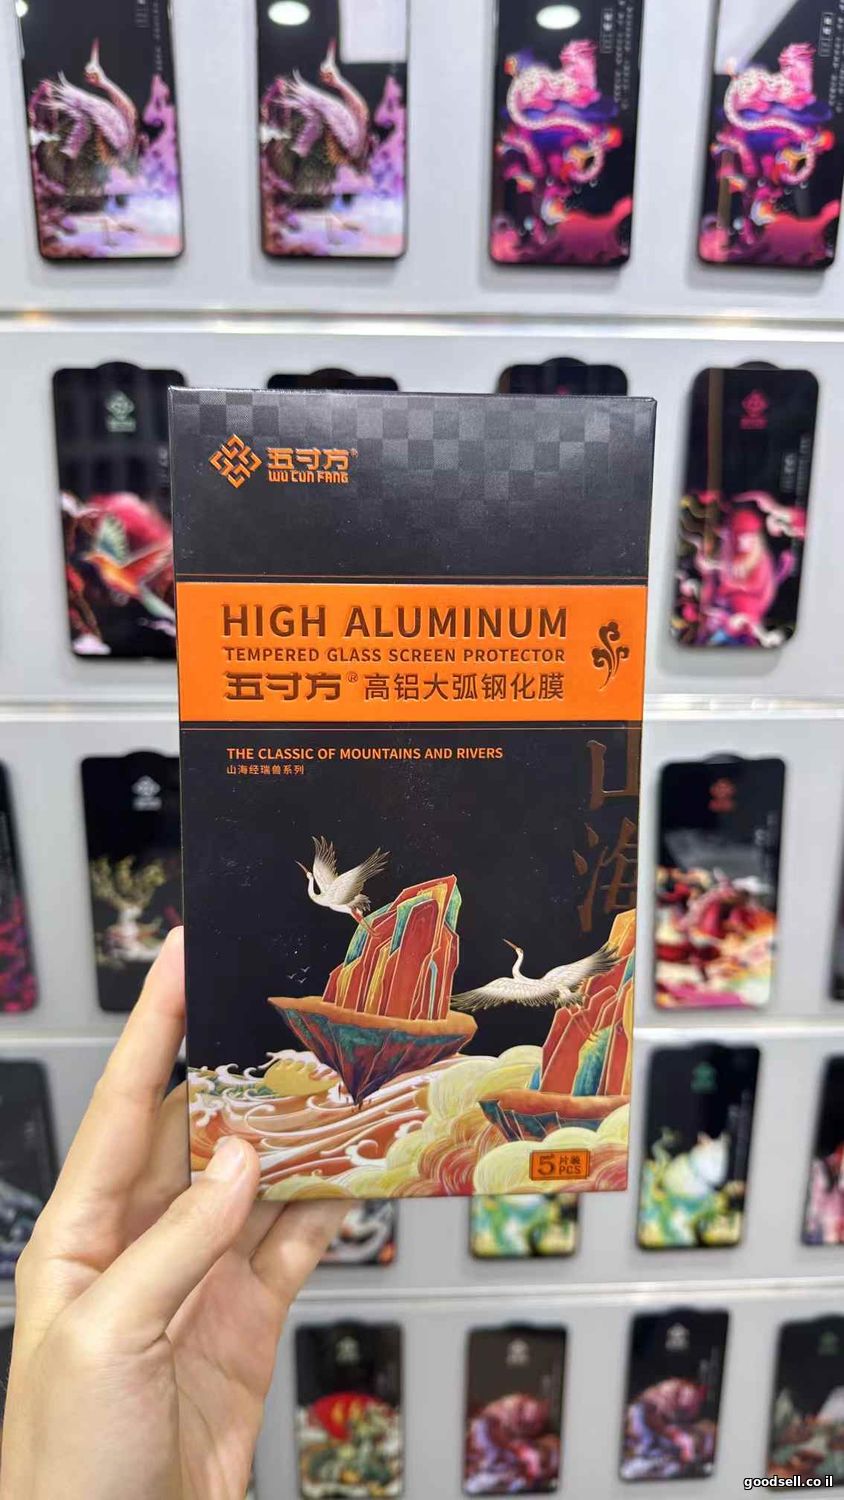 五寸方®
WU CUN FANG
HIGH ALUMINUM
TEMPERED GLASS SCREEN PROTECTOR
五寸方® 高铝大弧钢化膜
THE CLASSIC OF MOUNTAINS AND RIVERS
山海经瑞兽系列
山
海
5 片装
PCS
goodsell.co il